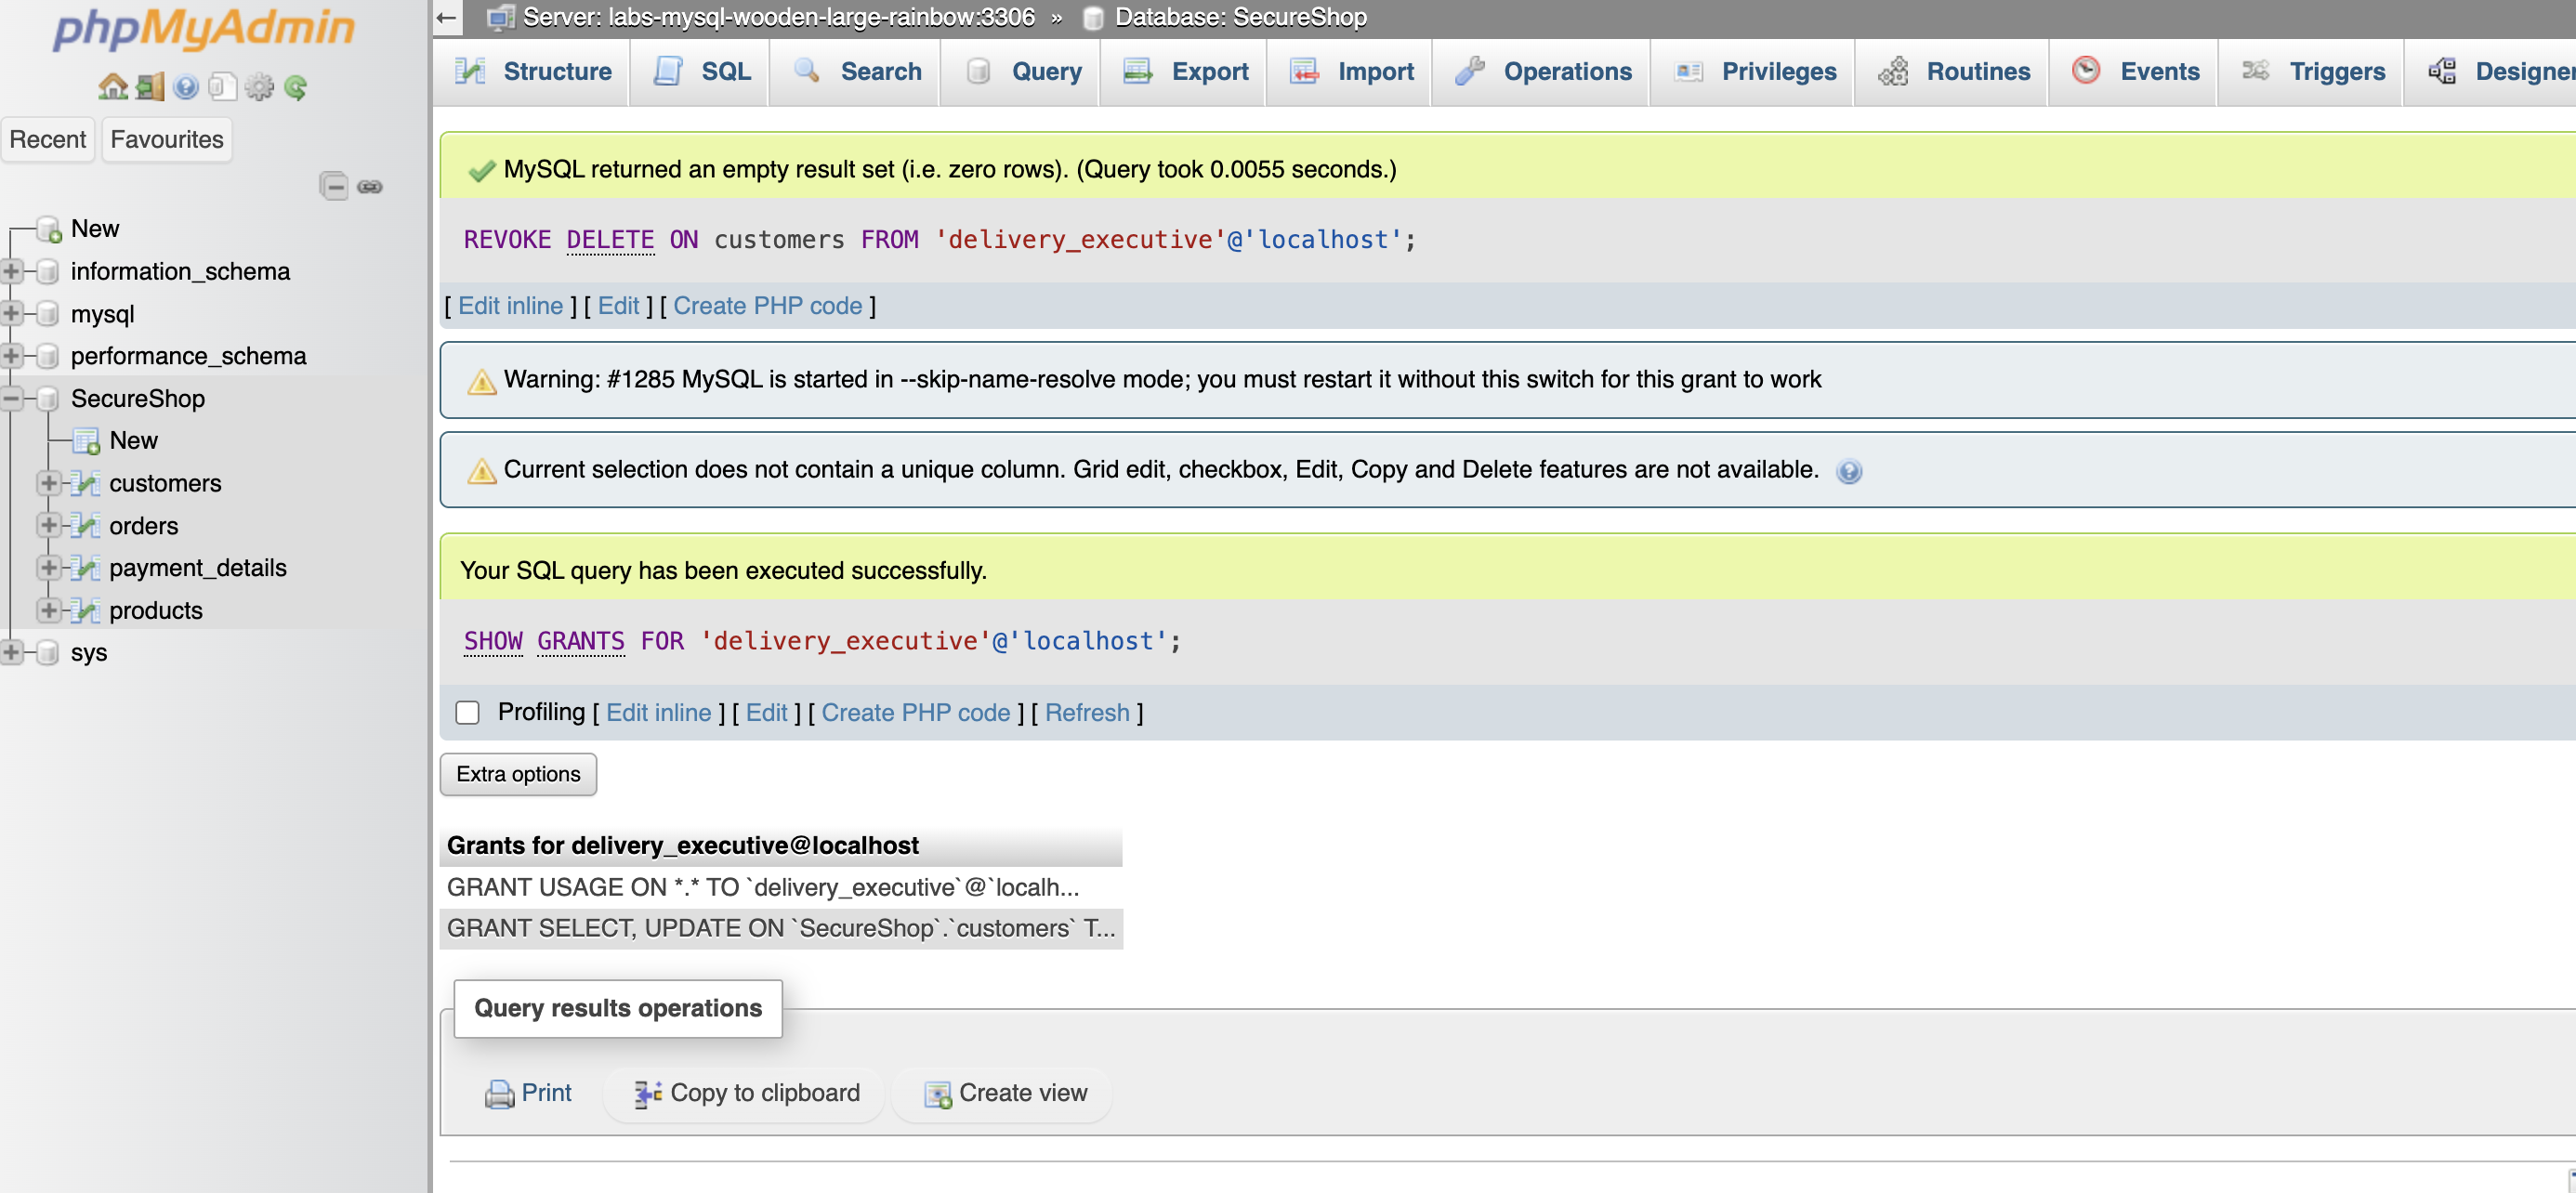 phpMyAdmin
Recent Favourites
New
information_schema
mysql
performance_schema
SecureShop
New
customers
orders
payment_details
products
sys
Server: labs-mysql-wooden-large-rainbow:3306 » Database: SecureShop
Structure SQL Search Query Export Import Operations Privileges Routines Events Triggers Designer
MySQL returned an empty result set (i.e. zero rows). (Query took 0.0055 seconds.)
REVOKE DELETE ON customers FROM 'delivery_executive'@'localhost';
[ Edit inline ] [ Edit ] [ Create PHP code ]
Warning: #1285 MySQL is started in --skip-name-resolve mode; you must restart it without this switch for this grant to work
Current selection does not contain a unique column. Grid edit, checkbox, Edit, Copy and Delete features are not available.
Your SQL query has been executed successfully.
SHOW GRANTS FOR 'delivery_executive'@'localhost';
Profiling [ Edit inline ] [ Edit ] [ Create PHP code ] [ Refresh ]
Extra options
Grants for delivery_executive@localhost
GRANT USAGE ON *.* TO `delivery_executive`@`localh...
GRANT SELECT, UPDATE ON `SecureShop`.`customers` T...
Query results operations
Print Copy to clipboard Create view